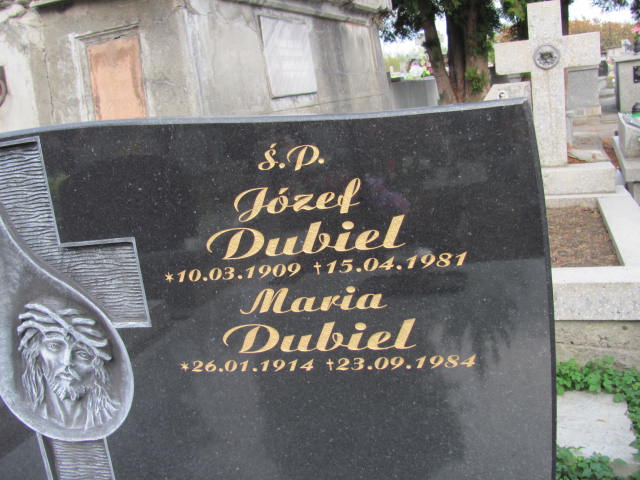 ś.P.
Józef
Dubiel
*10.03.1909 †15.04.1981
Maria
Dubiel
*26.01.1914 †23.09.1984